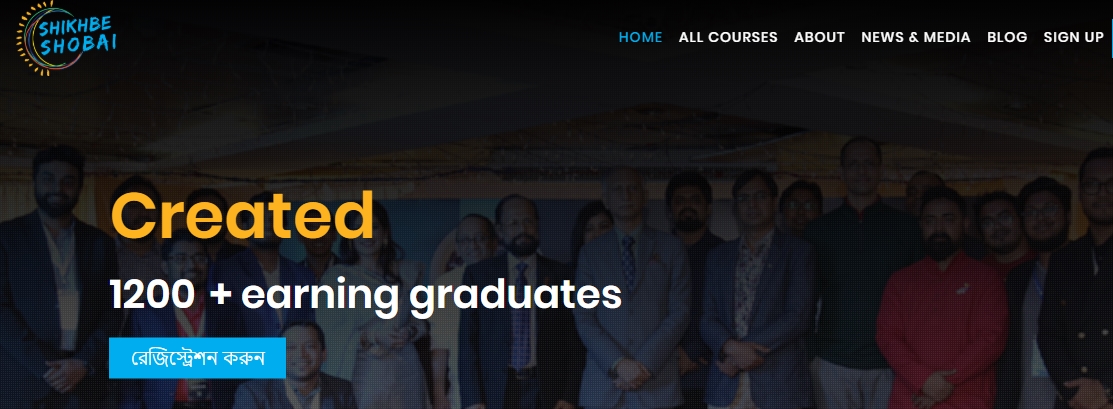 SHIKHBE
SHOBAI
HOME ALL COURSES ABOUT NEWS & MEDIA BLOG SIGN UP
Created
1200 + earning graduates
রেজিস্ট্রেশন করুন